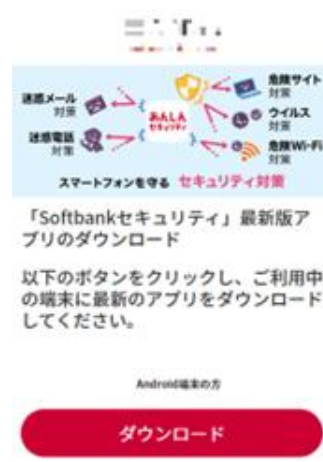 迷惑メール
対策
迷惑電話
対策
あんしん
セキュリティ
危険サイト
対策
ウイルス
対策
危険Wi-Fi
対策
スマートフォンを守る セキュリティ対策
「Softbankセキュリティ」最新版ア
プリのダウンロード
以下のボタンをクリックし、ご利用中
の端末に最新のアプリをダウンロード
してください。
Android端末の方
ダウンロード